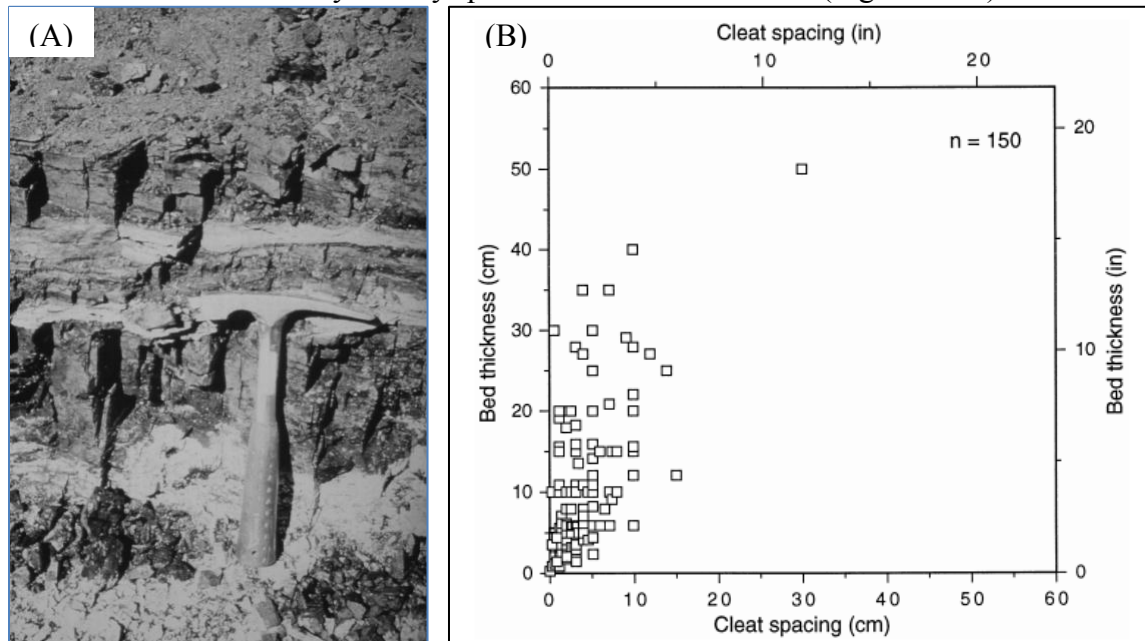 (A)
(B)
Cleat spacing (in)
0 10 20
60
50
40
30
20
10
0
Bed thickness (cm)
n = 150
20
10
0
Bed thickness (in)
0 10 20 30 40 50 60
Cleat spacing (cm)